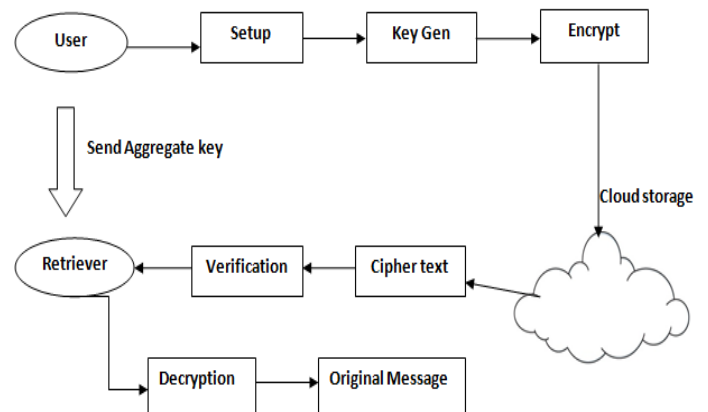 User
Setup
Key Gen
Encrypt
Send Aggregate key
Cloud storage
Retriever
Verification
Cipher text
Decryption
Original Message